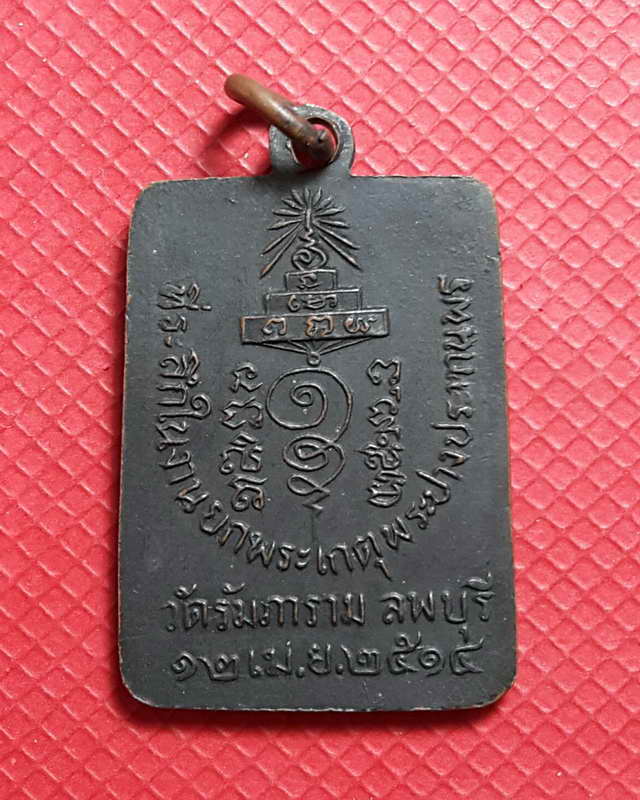 ที่ระลึกในงานยกพระเกตุพระปางประทานพร
วัดรัมภาราม ลพบุรี
๑๒ เม.ย. ๒๕๑๔